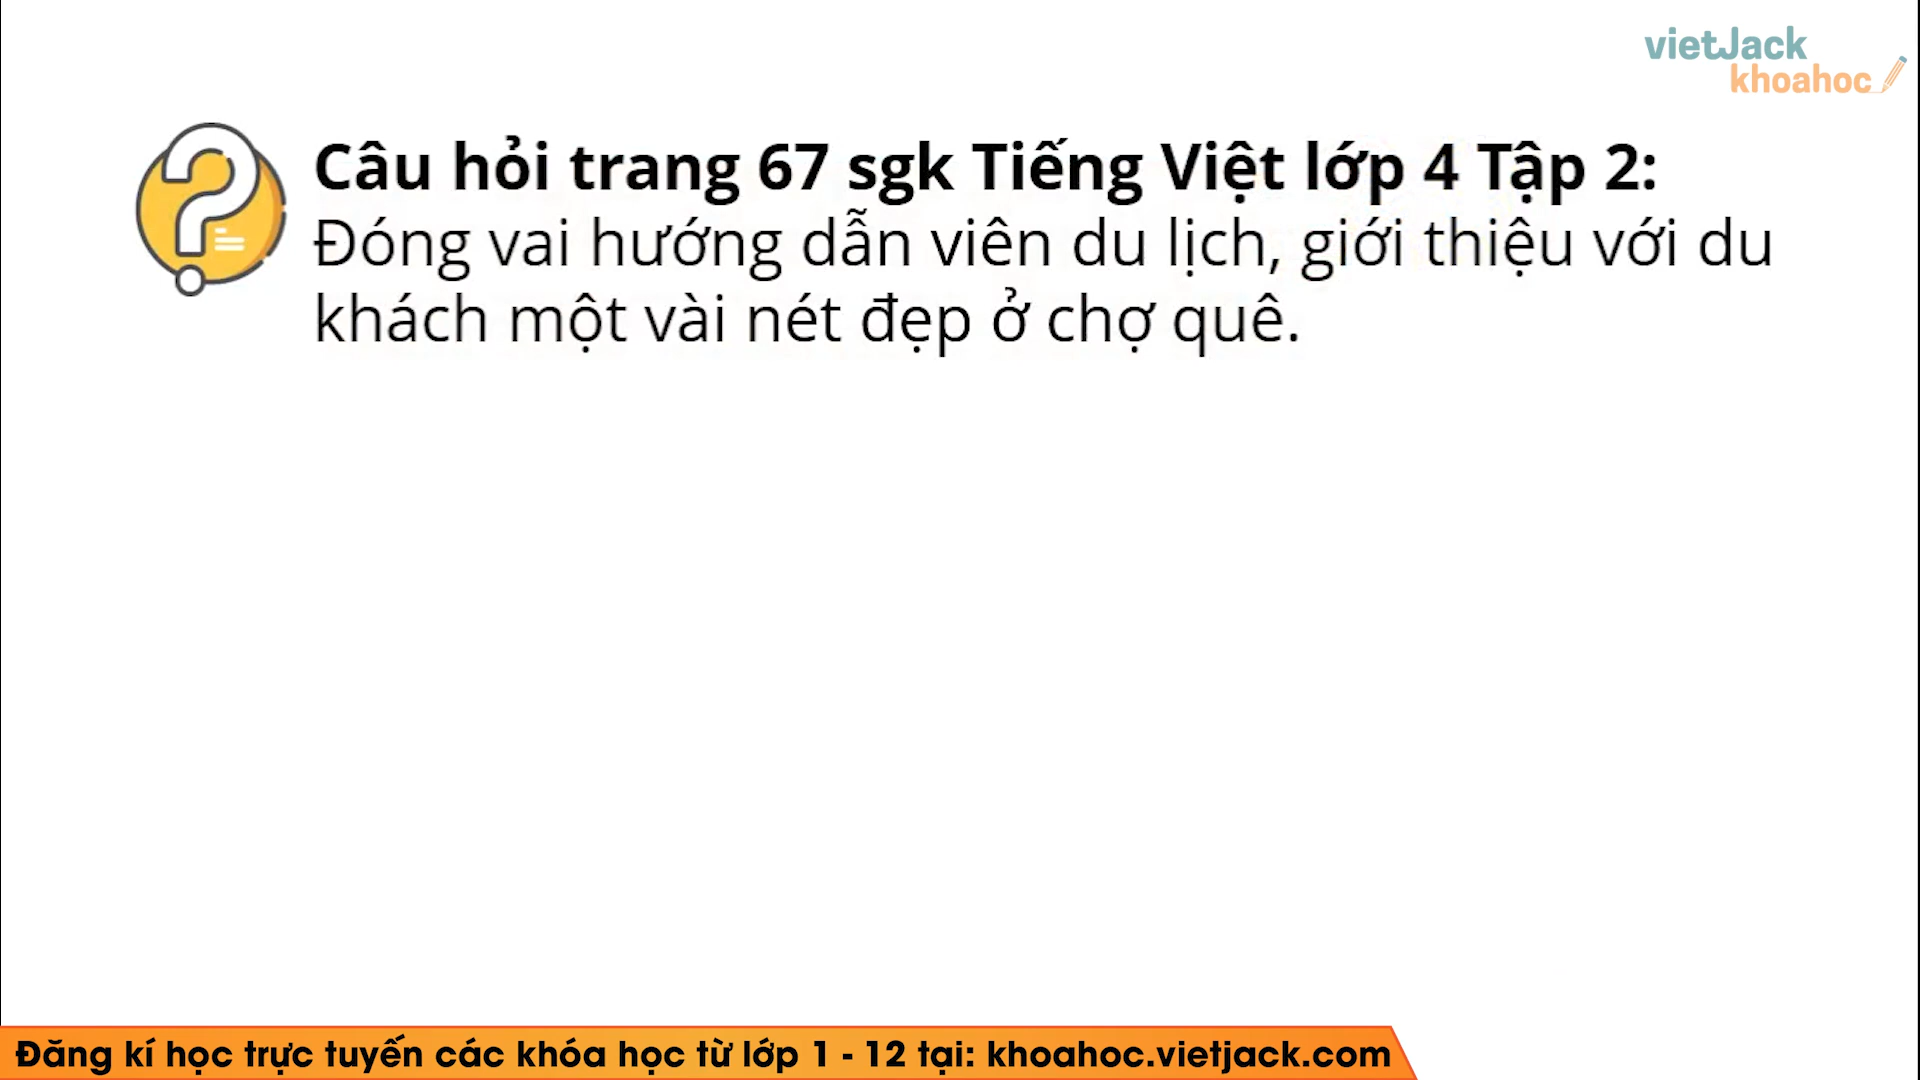 vietJack
khoahoc
Câu hỏi trang 67 sgk Tiếng Việt lớp 4 Tập 2:
Đóng vai hướng dẫn viên du lịch, giới thiệu với du
khách một vài nét đẹp ở chợ quê.
Đăng kí học trực tuyến các khóa học từ lớp 1 - 12 tại: khoahoc.vietjack.com